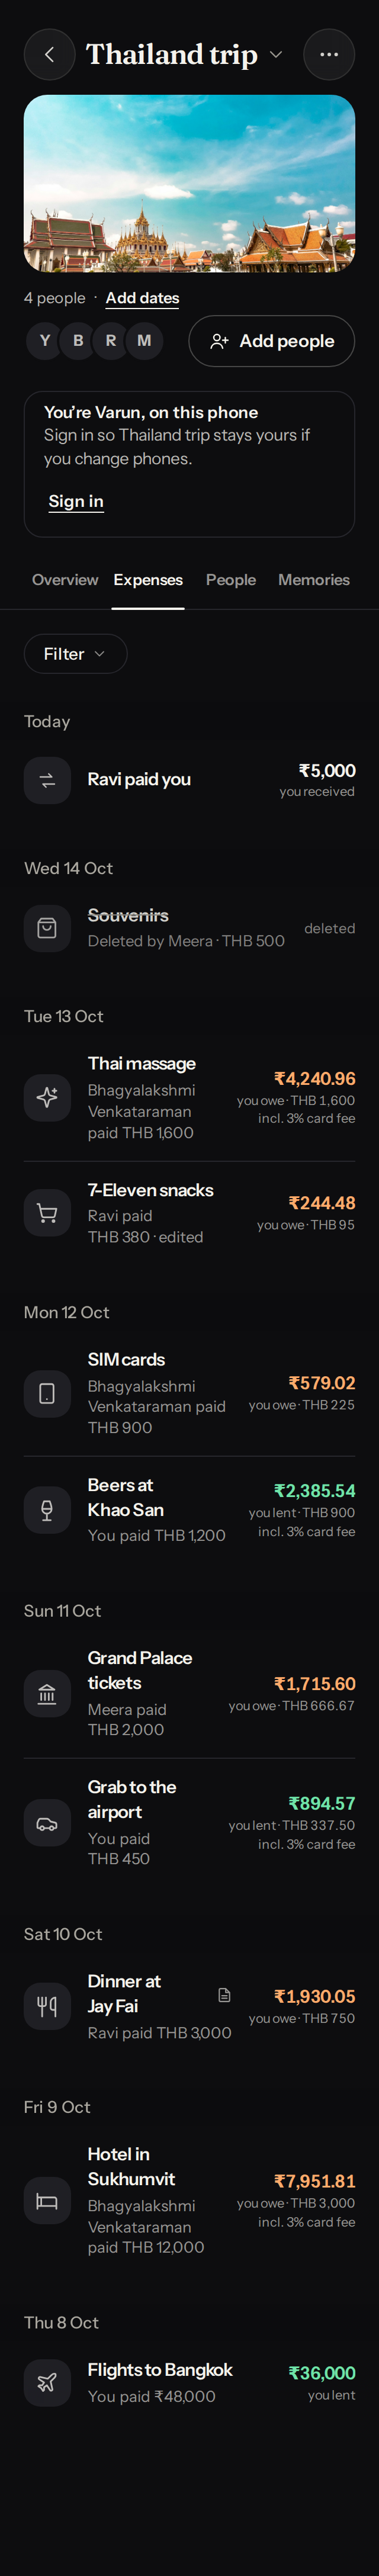 Thailand trip
4 people · Add dates
Y B R M
Add people
You're Varun, on this phone
Sign in so Thailand trip stays yours if
you change phones.
Sign in
Overview Expenses People Memories
Filter
Today
Ravi paid you
₹5,000
you received
Wed 14 Oct
Souvenirs
Deleted by Meera · THB 500
deleted
Tue 13 Oct
Thai massage
Bhagyalakshmi
Venkataraman
paid THB 1,600
₹4,240.96
you owe · THB 1,600
incl. 3% card fee
7-Eleven snacks
Ravi paid
THB 380 · edited
₹244.48
you owe · THB 95
Mon 12 Oct
SIM cards
Bhagyalakshmi
Venkataraman paid
THB 900
₹579.02
you owe · THB 225
Beers at
Khao San
You paid THB 1,200
₹2,385.54
you lent · THB 900
incl. 3% card fee
Sun 11 Oct
Grand Palace
tickets
Meera paid
THB 2,000
₹1,715.60
you owe · THB 666.67
Grab to the
airport
You paid
THB 450
₹894.57
you lent · THB 337.50
incl. 3% card fee
Sat 10 Oct
Dinner at
Jay Fai
Ravi paid THB 3,000
₹1,930.05
you owe · THB 750
Fri 9 Oct
Hotel in
Sukhumvit
Bhagyalakshmi
Venkataraman
paid THB 12,000
₹7,951.81
you owe · THB 3,000
incl. 3% card fee
Thu 8 Oct
Flights to Bangkok
You paid ₹48,000
₹36,000
you lent